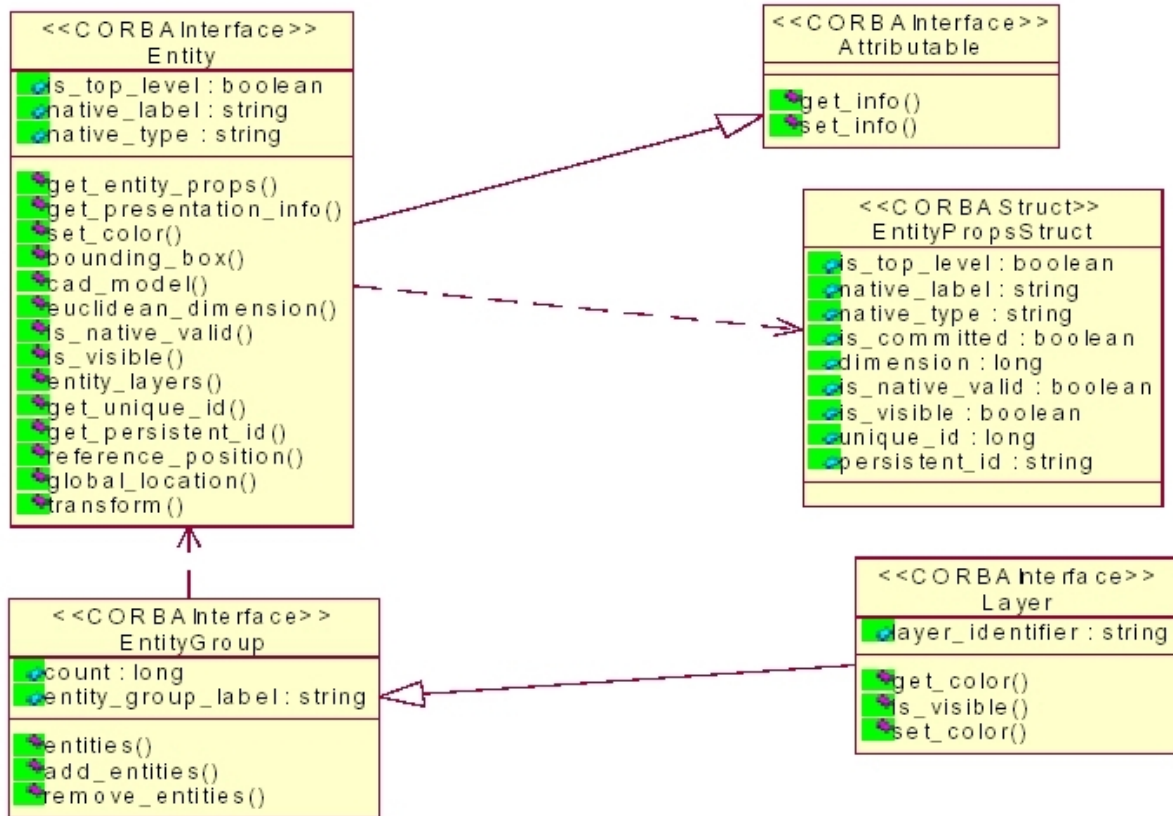 <<CORBAInterface>>
Entity
is_top_level : boolean
native_label : string
native_type : string
get_entity_props()
get_presentation_info()
set_color()
bounding_box()
cad_model()
euclidean_dimension()
is_native_valid()
is_visible()
entity_layers()
get_unique_id()
get_persistent_id()
reference_position()
global_location()
transform()
<<CORBAInterface>>
Attributable
get_info()
set_info()
<<CORBAStruct>>
EntityPropsStruct
is_top_level : boolean
native_label : string
native_type : string
is_committed : boolean
dimension : long
is_native_valid : boolean
is_visible : boolean
unique_id : long
persistent_id : string
<<CORBAInterface>>
EntityGroup
count : long
entity_group_label : string
entities()
add_entities()
remove_entities()
<<CORBAInterface>>
Layer
layer_identifier : string
get_color()
is_visible()
set_color()